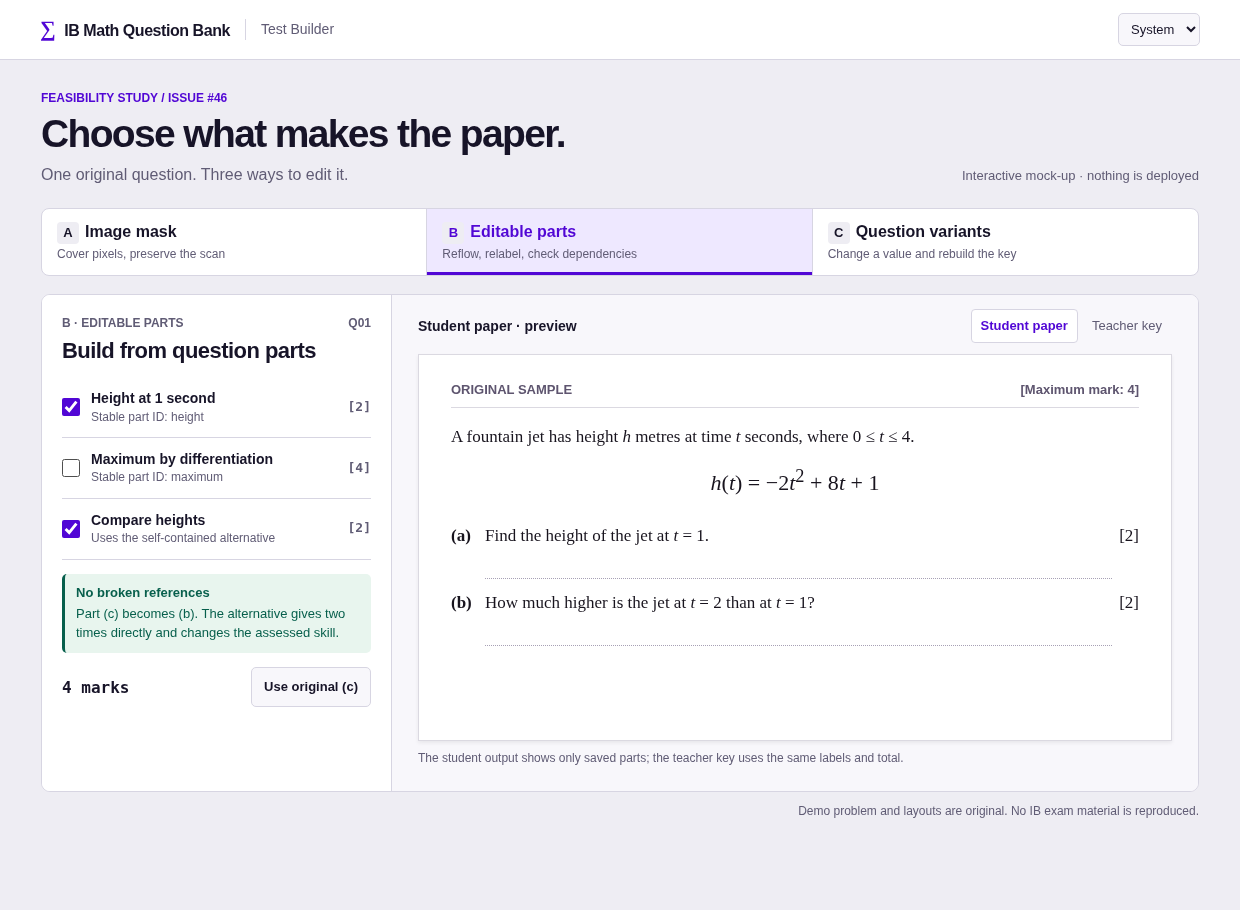 ∑ IB Math Question Bank Test Builder System
FEASIBILITY STUDY / ISSUE #46
Choose what makes the paper.
One original question. Three ways to edit it.
Interactive mock-up · nothing is deployed
A Image mask
Cover pixels, preserve the scan
B Editable parts
Reflow, relabel, check dependencies
C Question variants
Change a value and rebuild the key
B · EDITABLE PARTS Q01
Build from question parts
Height at 1 second [2]
Stable part ID: height
Maximum by differentiation [4]
Stable part ID: maximum
Compare heights [2]
Uses the self-contained alternative
No broken references
Part (c) becomes (b). The alternative gives two
times directly and changes the assessed skill.
4 marks Use original (c)
Student paper · preview Student paper Teacher key
ORIGINAL SAMPLE [Maximum mark: 4]
A fountain jet has height h metres at time t seconds, where 0 ≤ t ≤ 4.
h(t) = −2t² + 8t + 1
(a) Find the height of the jet at t = 1. [2]
(b) How much higher is the jet at t = 2 than at t = 1? [2]
The student output shows only saved parts; the teacher key uses the same labels and total.
Demo problem and layouts are original. No IB exam material is reproduced.